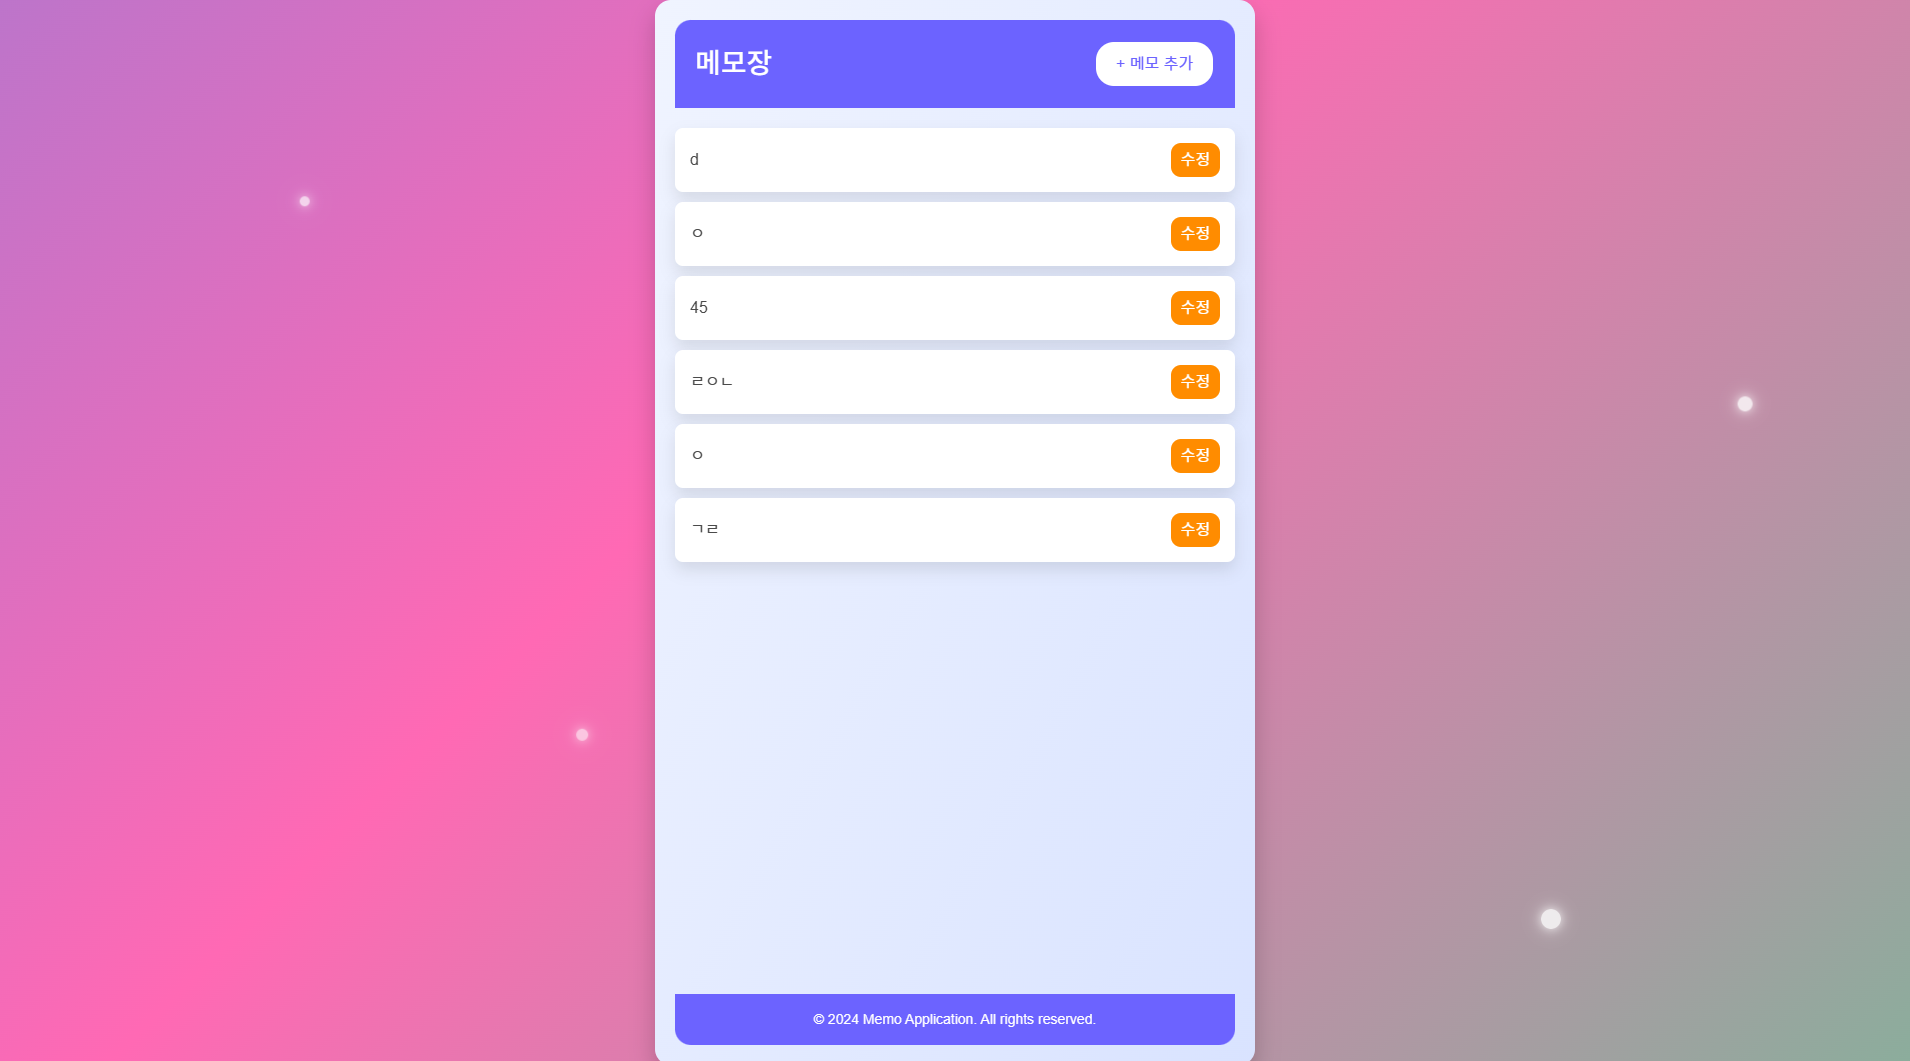 메모장
+ 메모 추가
d
수정
ㅇ
수정
45
수정
ㄹㅇㄴ
수정
ㅇ
수정
ㄱㄹ
수정
© 2024 Memo Application. All rights reserved.